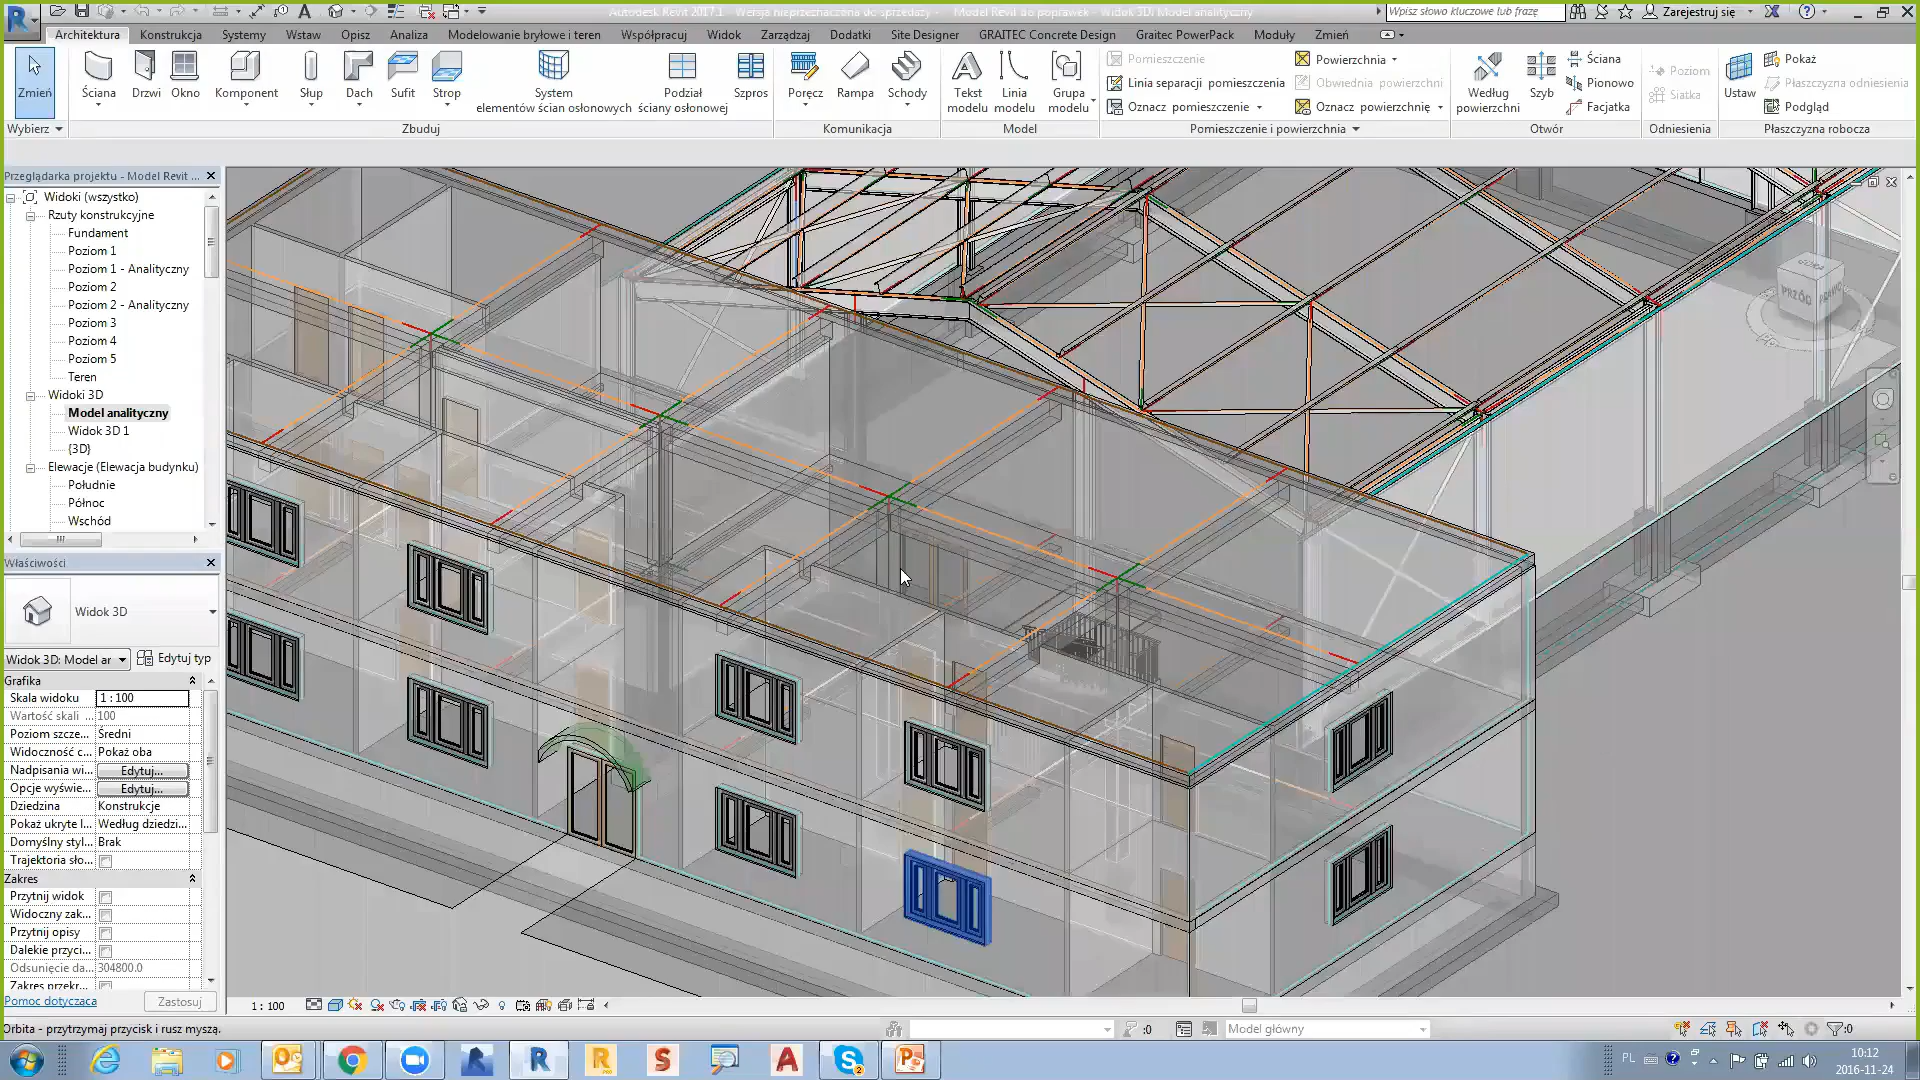 Autodesk Revit 2017.1 - Wersja nieprzeznaczona do sprzedaży - Model Revit do poprawek - Widok 3D: Model analityczny
Wpisz słowo kluczowe lub frazę
Zarejestruj się
Architektura Konstrukcja Systemy Wstaw Opisz Analiza Modelowanie bryłowe i teren Współpracuj Widok Zarządzaj Dodatki Site Designer GRAITEC Concrete Design Graitec PowerPack Moduły Zmień
Zmień
Ściana
Drzwi
Okno
Komponent
Słup
Dach
Sufit
Strop
System elementów ścian osłonowych
Podział ściany osłonowej
Szpros
Poręcz
Rampa
Schody
Tekst modelu
Linia modelu
Grupa modelu
Pomieszczenie
Linia separacji pomieszczenia
Oznacz pomieszczenie
Powierzchnia
Obwiednia powierzchni
Oznacz powierzchnię
Według powierzchni
Szyb
Ściana
Pionowo
Facjatka
Poziom
Siatka
Ustaw
Pokaż
Płaszczyzna odniesienia
Podgląd
Wybierz Zbuduj Komunikacja Model Pomieszczenie i powierzchnia Otwór Odniesienia Płaszczyzna robocza
Przeglądarka projektu - Model Revit ...
Widoki (wszystko)
Rzuty konstrukcyjne
Fundament
Poziom 1
Poziom 1 - Analityczny
Poziom 2
Poziom 2 - Analityczny
Poziom 3
Poziom 4
Poziom 5
Teren
Widoki 3D
Model analityczny
Widok 3D 1
{3D}
Elewacje (Elewacja budynku)
Południe
Północ
Wschód
Właściwości
Widok 3D
Widok 3D: Model ar
Edytuj typ
Grafika
Skala widoku 1 : 100
Wartość skali ... 100
Poziom szcze... Średni
Widoczność c... Pokaż oba
Nadpisania wi... Edytuj...
Opcje wyświe... Edytuj...
Dziedzina Konstrukcje
Pokaż ukryte l... Według dziedzi...
Domyślny styl... Brak
Trajektoria sło...
Zakres
Przytnij widok
Widoczny zak...
Przytnij opisy
Dalekie przyci...
Odsunięcie da... 304800.0
Zakres przekr...
Pomoc dotycząca
Zastosuj
GÓRA
PRZÓD
PRAWO
1 : 100
Orbita - przytrzymaj przycisk i rusz myszą.
:0
Model główny
:0
PL
10:12
2016-11-24